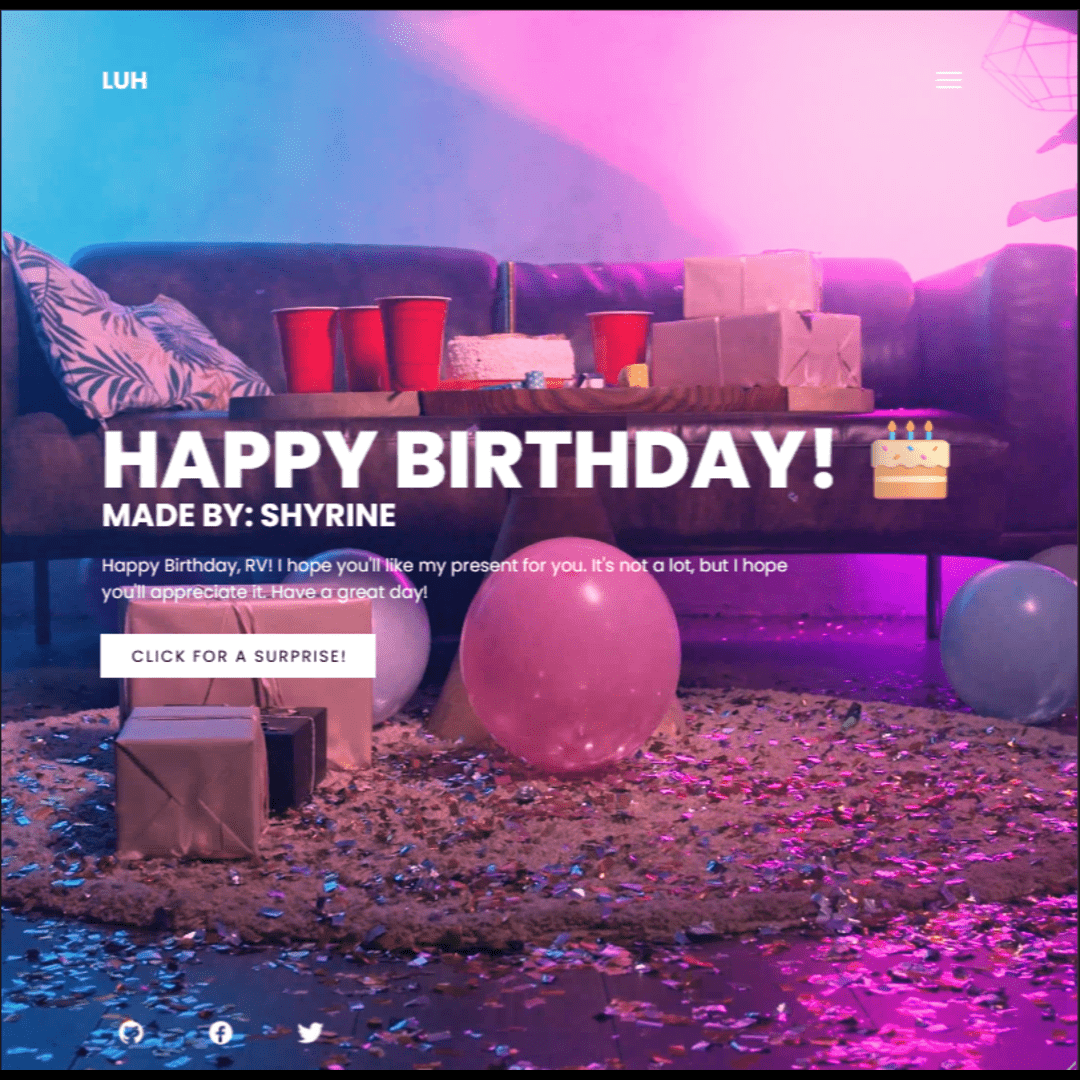 LUH
HAPPY BIRTHDAY! 🎂
MADE BY: SHYRINE
Happy Birthday, RV! I hope you'll like my present for you. It's not a lot, but I hope
you'll appreciate it. Have a great day!
CLICK FOR A SURPRISE!